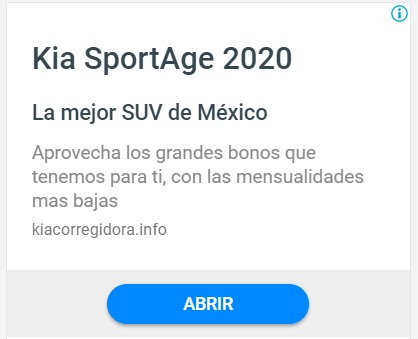 Kia SportAge 2020
La mejor SUV de México
Aprovecha los grandes bonos que
tenemos para ti, con las mensualidades
mas bajas
kiacorregidora.info
ABRIR